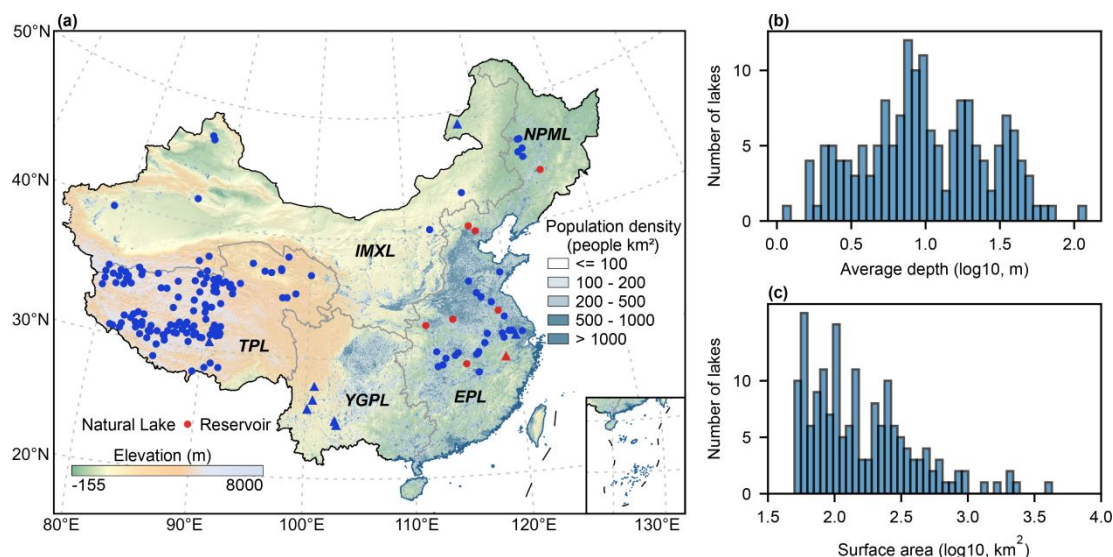 (a)
50°N
40°N
30°N
20°N
NPML
IMXL
TPL
YGPL
EPL
Population density
(people km²)
<= 100
100 - 200
200 - 500
500 - 1000
> 1000
Natural Lake
Reservoir
Elevation (m)
-155
8000
80°E
90°E
100°E
110°E
120°E
130°E
(b)
Number of lakes
10
5
0
0.0
0.5
1.0
1.5
2.0
Average depth (log10, m)
(c)
Number of lakes
10
5
0
1.5
2.0
2.5
3.0
3.5
4.0
Surface area (log10, km²)